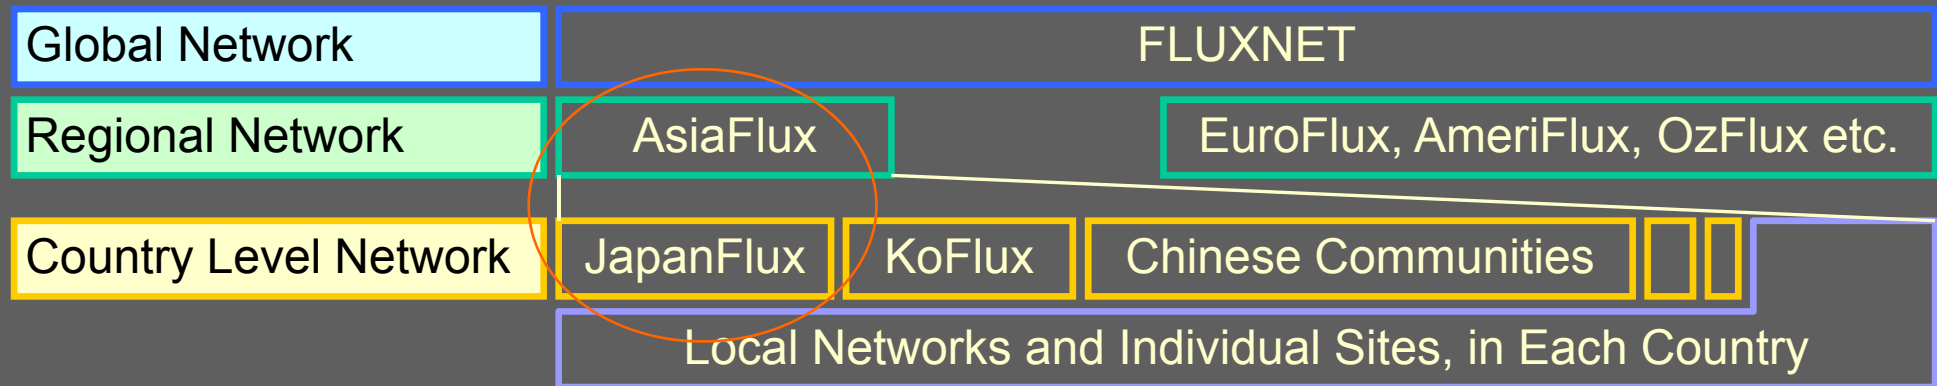 Global Network
FLUXNET
Regional Network
AsiaFlux
EuroFlux, AmeriFlux, OzFlux etc.
Country Level Network
JapanFlux
KoFlux
Chinese Communities
Local Networks and Individual Sites, in Each Country